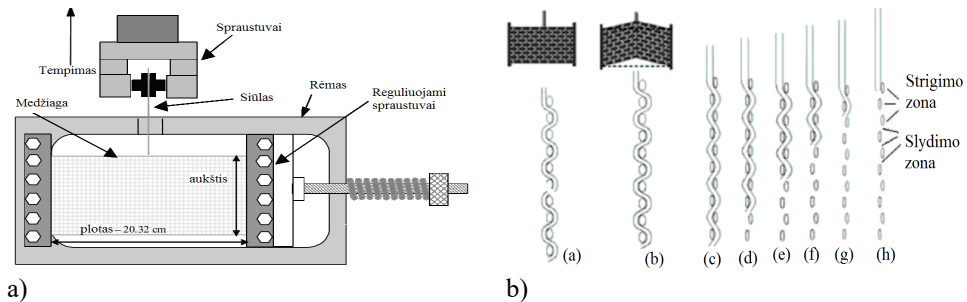 Tempimas
Spraustuvai
Siūlas
Rėmas
Medžiaga
Reguliuojami
spraustuvai
aukštis
plotas – 20.32 cm
a)
Strigimo
zona
Slydimo
zona
(a)
(b)
(c)
(d)
(e)
(f)
(g)
(h)
b)